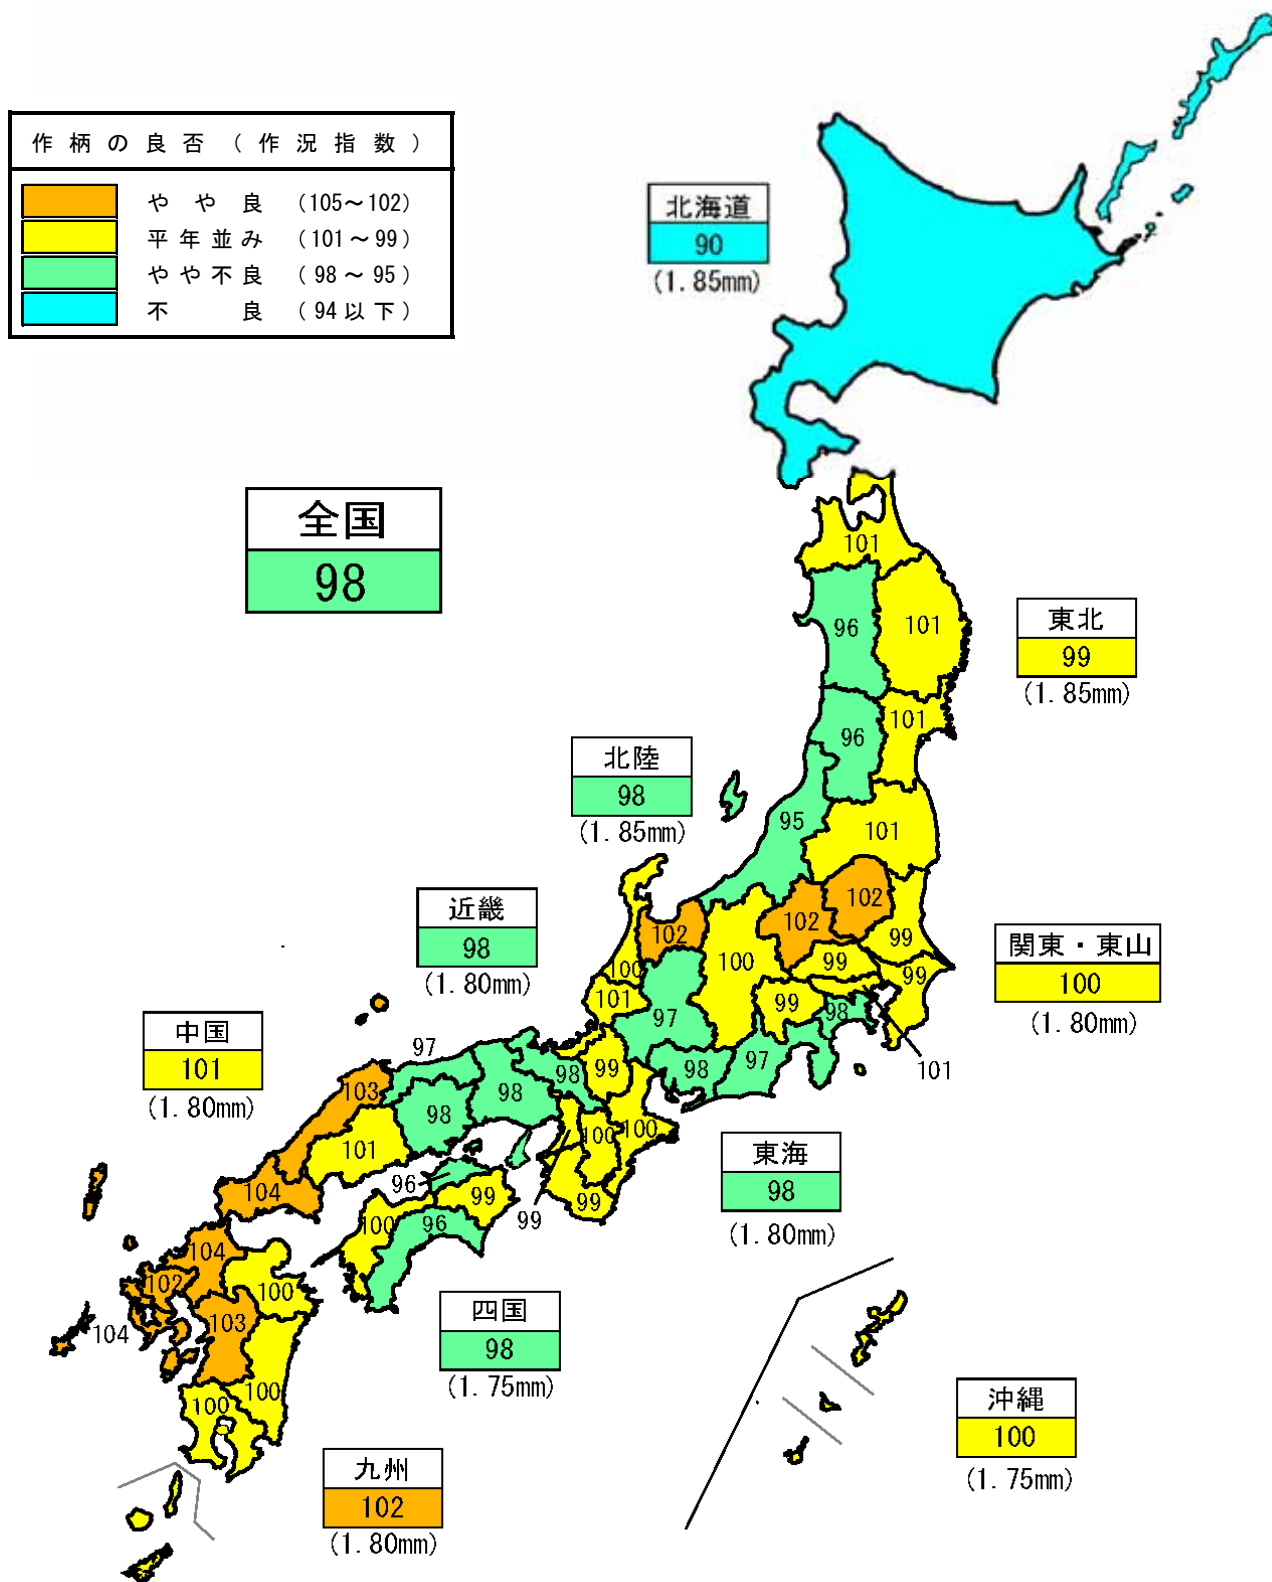 作柄の良否(作況指数)
やや良 (105～102)
平年並み (101～99)
やや不良 (98～95)
不良 (94以下)
北海道
90
(1.85mm)
全国
98
101
96
101
東北
99
(1.85mm)
101
96
北陸
98
(1.85mm)
95
101
102
102
近畿
98
(1.80mm)
102
99
関東・東山
100
(1.80mm)
100
100
99
99
101
99
98
97
101
中国
101
(1.80mm)
97
99
98
97
98
98
103
98
101
100
100
東海
98
(1.80mm)
96
104
99
99
99
100
96
104
102
100
四国
98
(1.75mm)
104
103
100
100
沖縄
100
(1.75mm)
九州
102
(1.80mm)